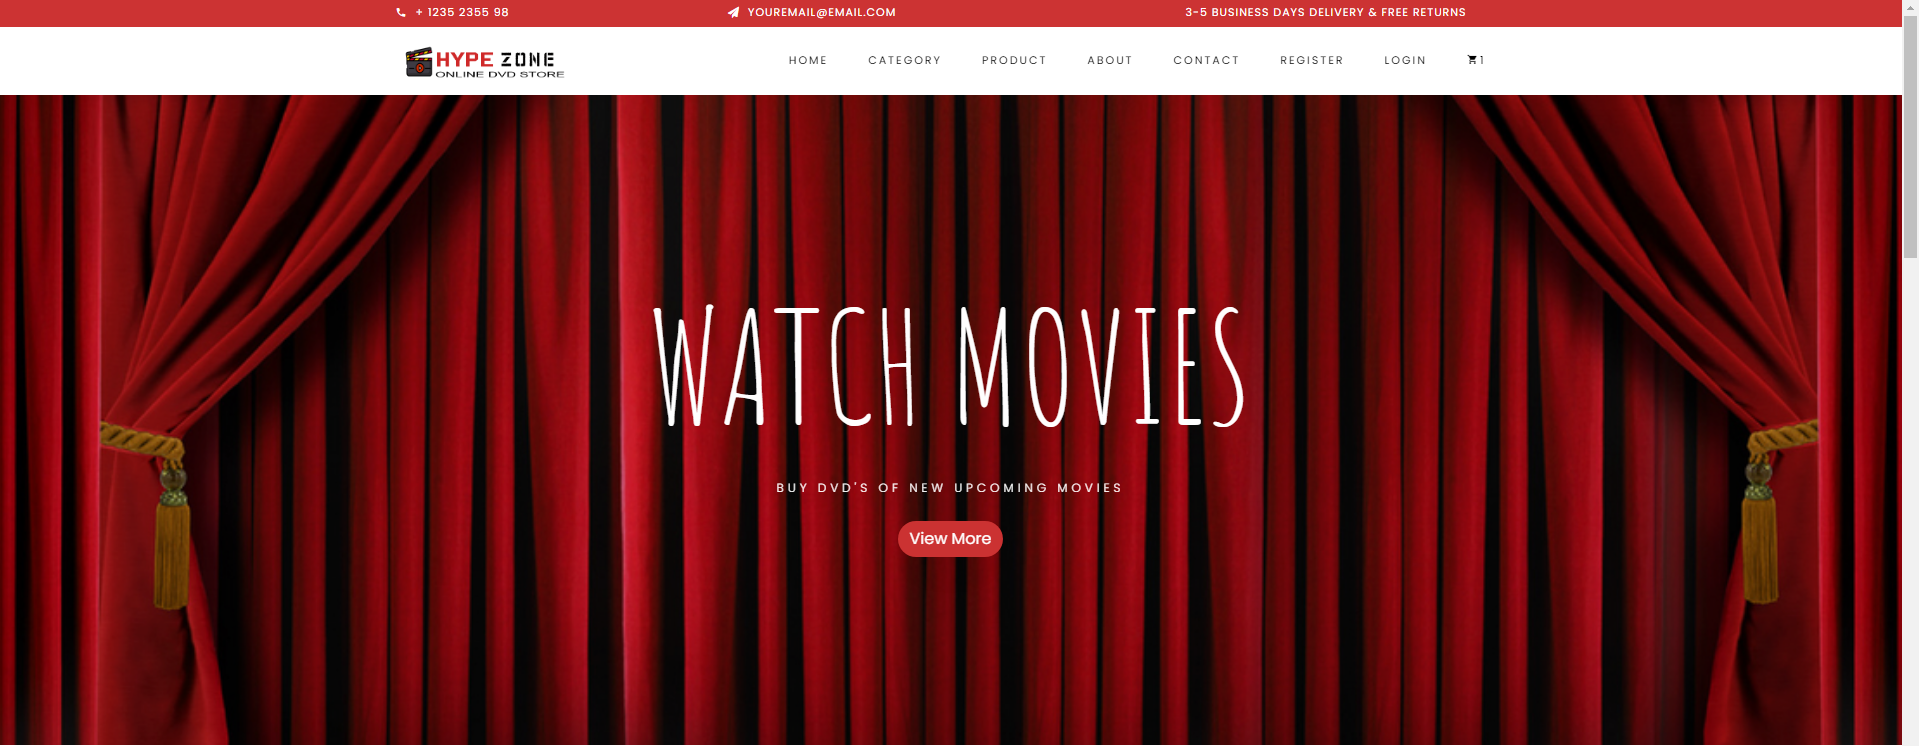 + 1235 2355 98
YOUREMAIL@EMAIL.COM
3-5 BUSINESS DAYS DELIVERY & FREE RETURNS
HYPE ZONE
ONLINE DVD STORE
HOME CATEGORY PRODUCT ABOUT CONTACT REGISTER LOGIN 1
WATCH MOVIES
BUY DVD'S OF NEW UPCOMING MOVIES
View More